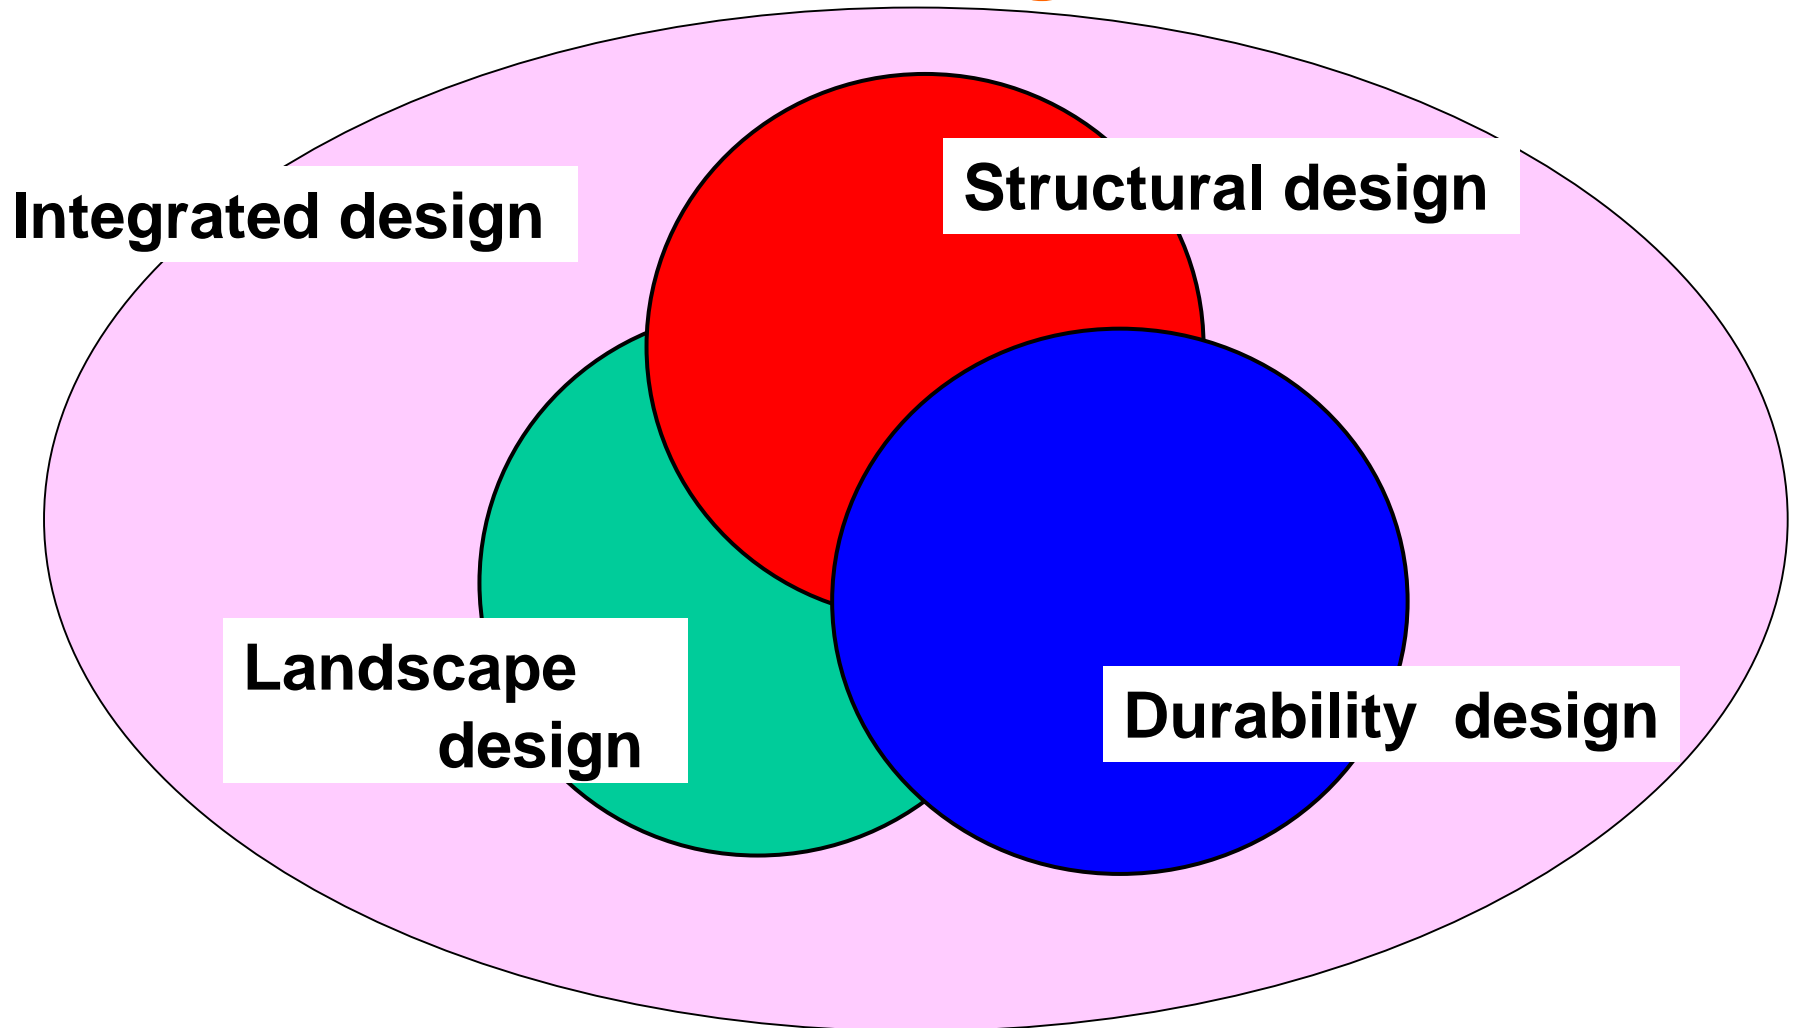 Integrated design
Structural design
Landscape
design
Durability design